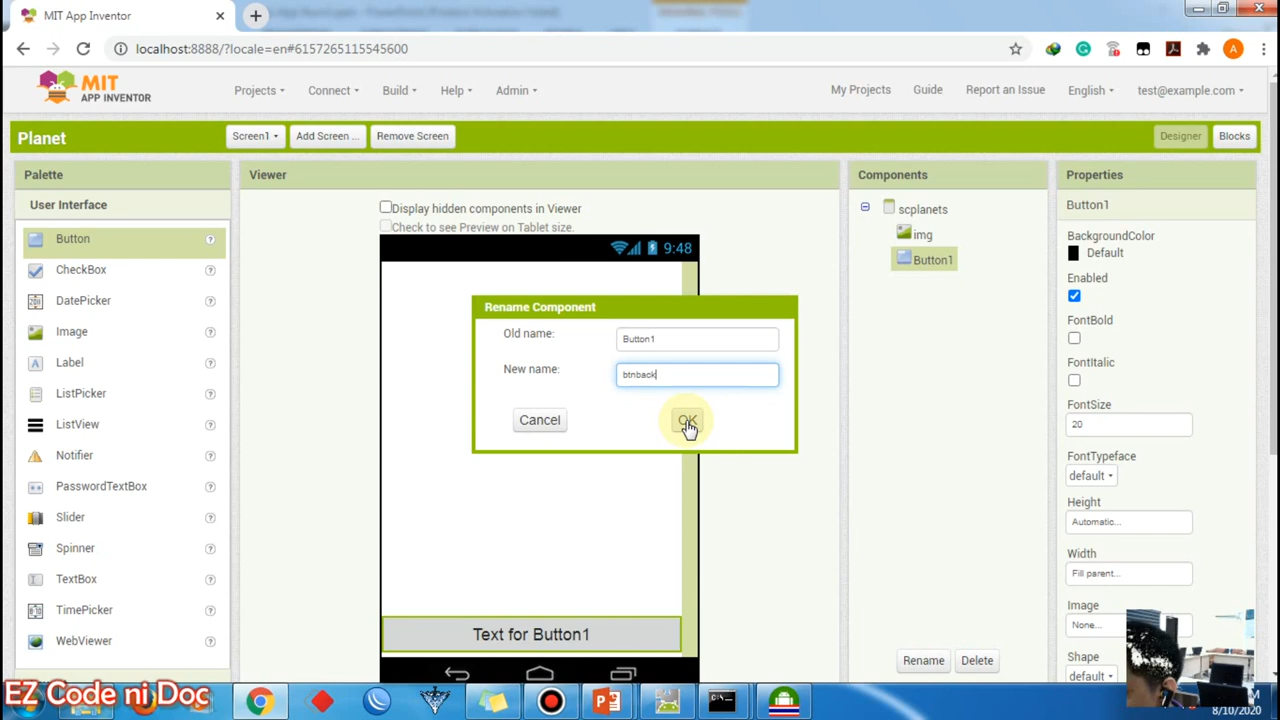 MIT App Inventor
localhost:8888/?locale=en#6157265115545600
MIT
APP INVENTOR
Projects
Connect
Build
Help
Admin
My Projects
Guide
Report an Issue
English
test@example.com
Planet
Screen1
Add Screen ...
Remove Screen
Designer
Blocks
Palette
User Interface
Button
CheckBox
DatePicker
Image
Label
ListPicker
ListView
Notifier
PasswordTextBox
Slider
Spinner
TextBox
TimePicker
WebViewer
Viewer
Display hidden components in Viewer
Check to see Preview on Tablet size.
9:48
Rename Component
Old name:
Button1
New name:
btnback
Cancel
OK
Text for Button1
Components
scplanets
img
Button1
Rename
Delete
Properties
Button1
BackgroundColor
Default
Enabled
FontBold
FontItalic
FontSize
20
FontTypeface
default
Height
Automatic...
Width
Fill parent...
Image
None...
Shape
default
EZ Code ni Doc
8/10/2020